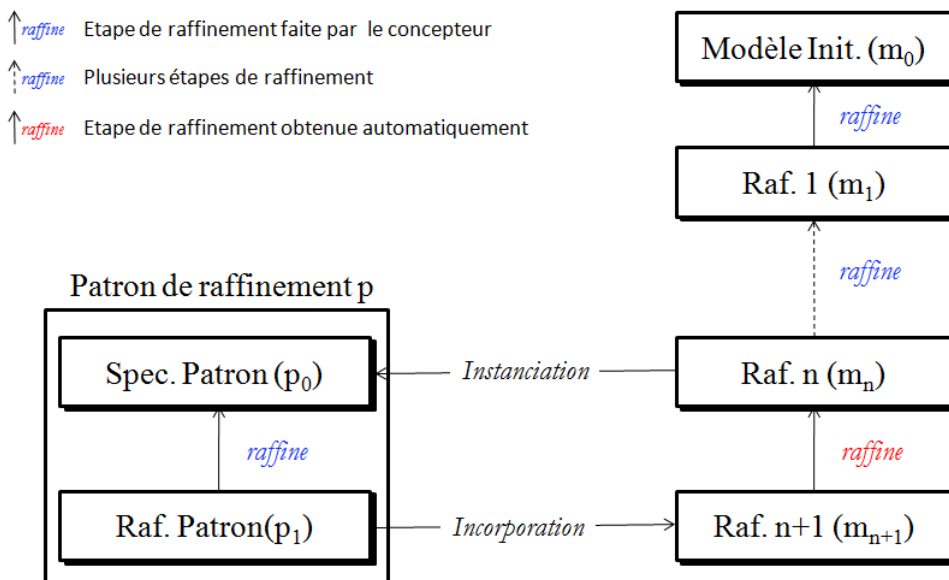 raffine Etape de raffinement faite par le concepteur
raffine Plusieurs étapes de raffinement
raffine Etape de raffinement obtenue automatiquement
Modèle Init. (m₀)
raffine
Raf. 1 (m₁)
raffine
Patron de raffinement p
Spec. Patron (p₀)
Instanciation
Raf. n (mₙ)
raffine
raffine
Raf. Patron(p₁)
Incorporation
Raf. n+1 (mₙ₊₁)